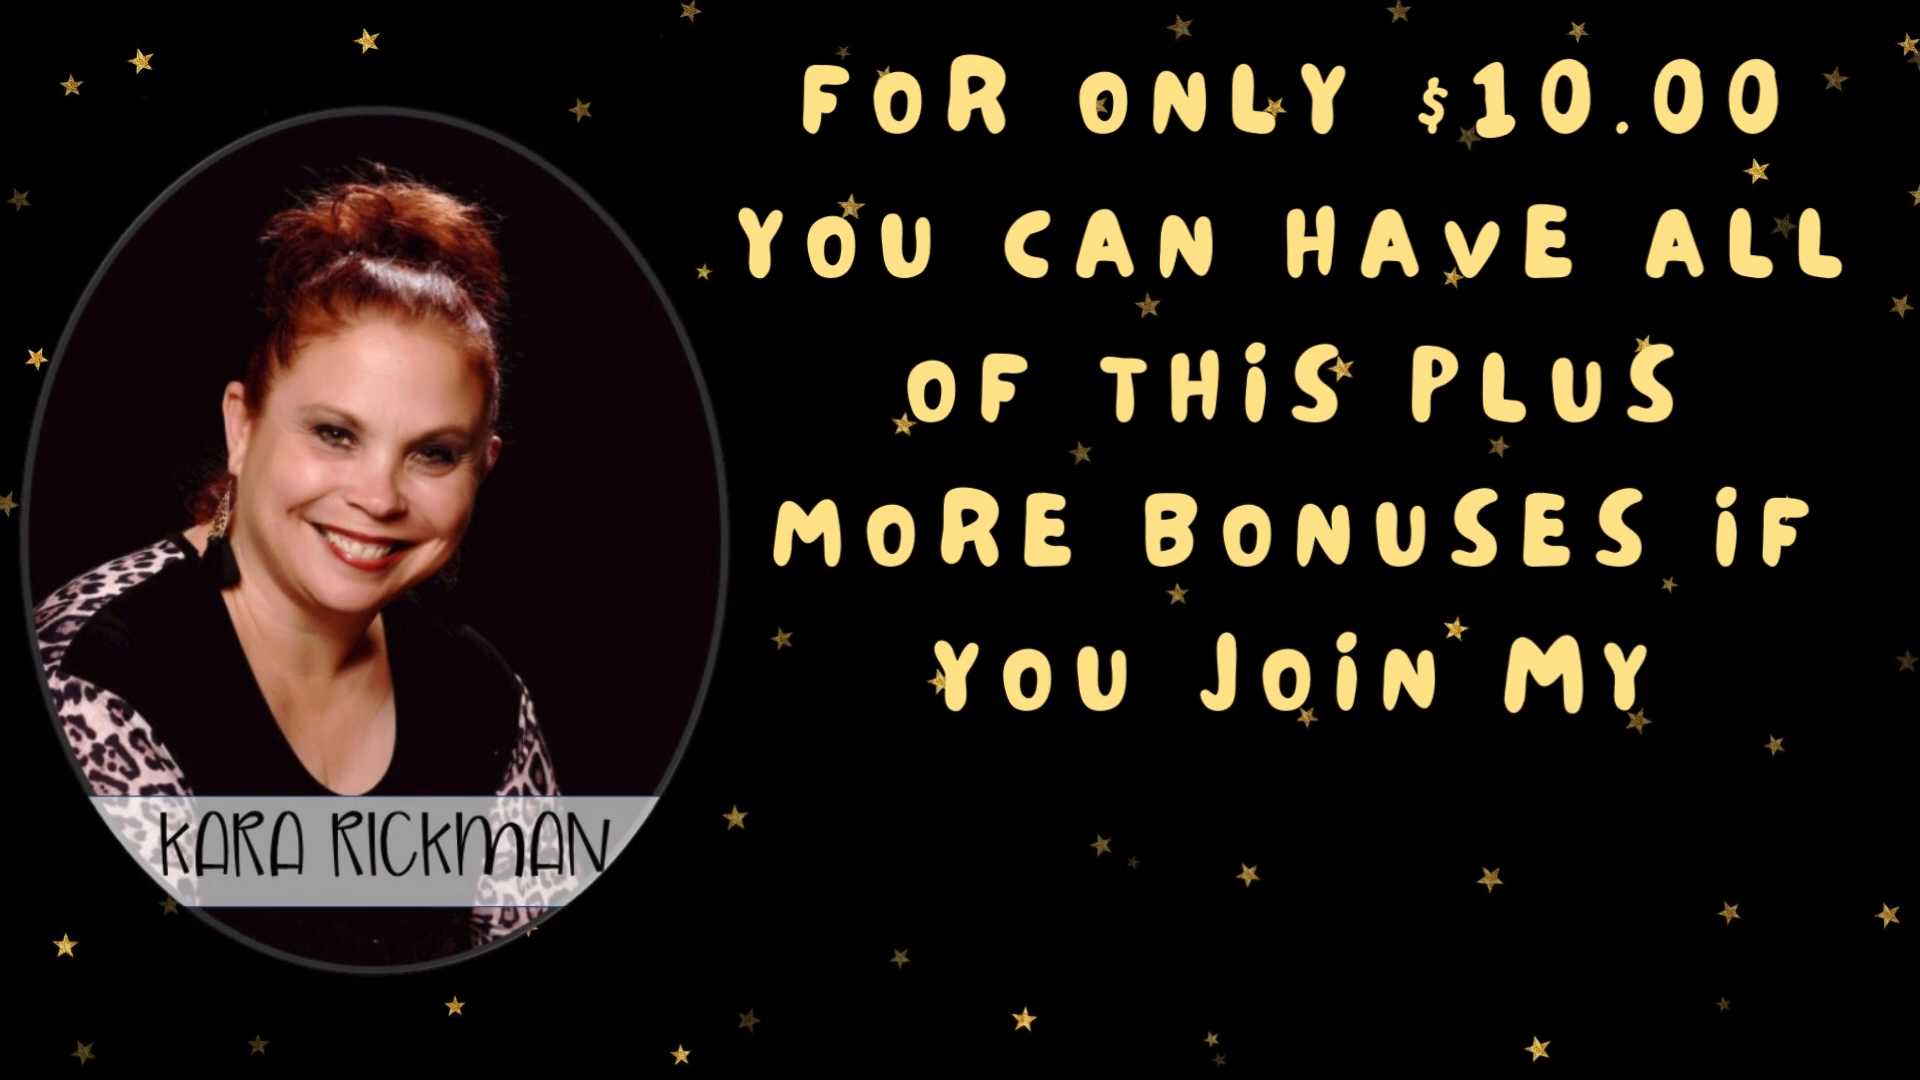 FOR ONLY $10.00
YOU CAN HAVE ALL
OF THIS PLUS
MORE BONUSES IF
YOU JOIN MY
KARA RICKMAN